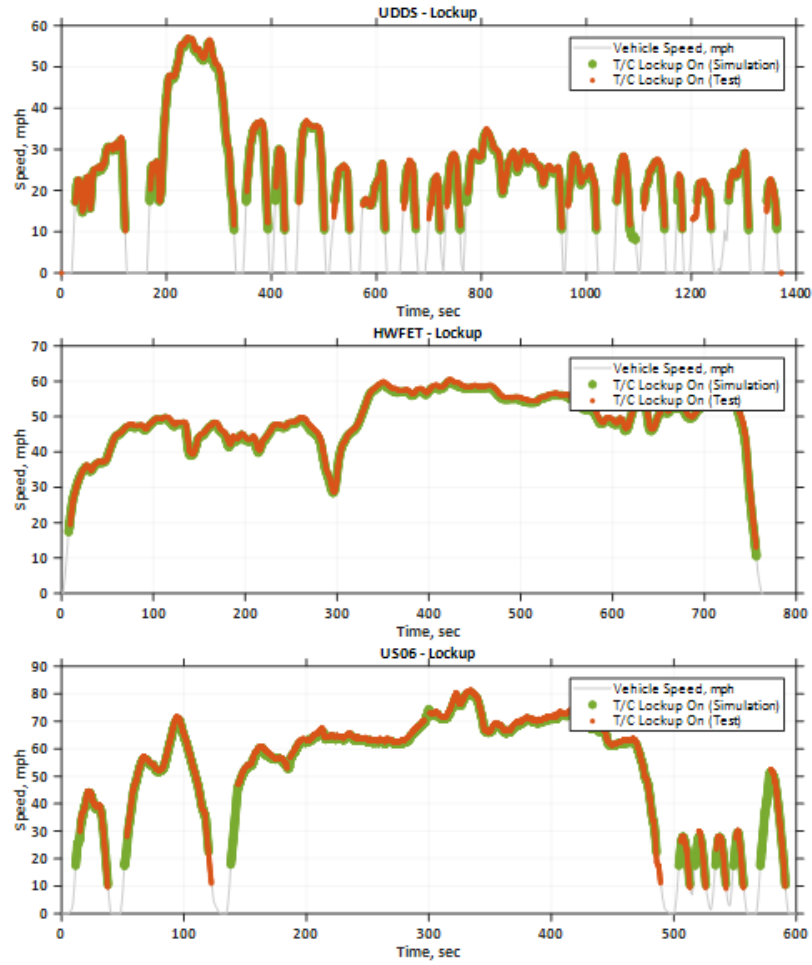 UDDS - Lockup
60
50
40
30
20
10
0
Speed, mph
Vehicle Speed, mph
T/C Lockup On (Simulation)
T/C Lockup On (Test)
0 200 400 600 800 1000 1200 1400
Time, sec
HWFET - Lockup
70
60
50
40
30
20
10
0
Speed, mph
Vehicle Speed, mph
T/C Lockup On (Simulation)
T/C Lockup On (Test)
0 100 200 300 400 500 600 700 800
Time, sec
US06 - Lockup
90
80
70
60
50
40
30
20
10
0
Speed, mph
Vehicle Speed, mph
T/C Lockup On (Simulation)
T/C Lockup On (Test)
0 100 200 300 400 500 600
Time, sec